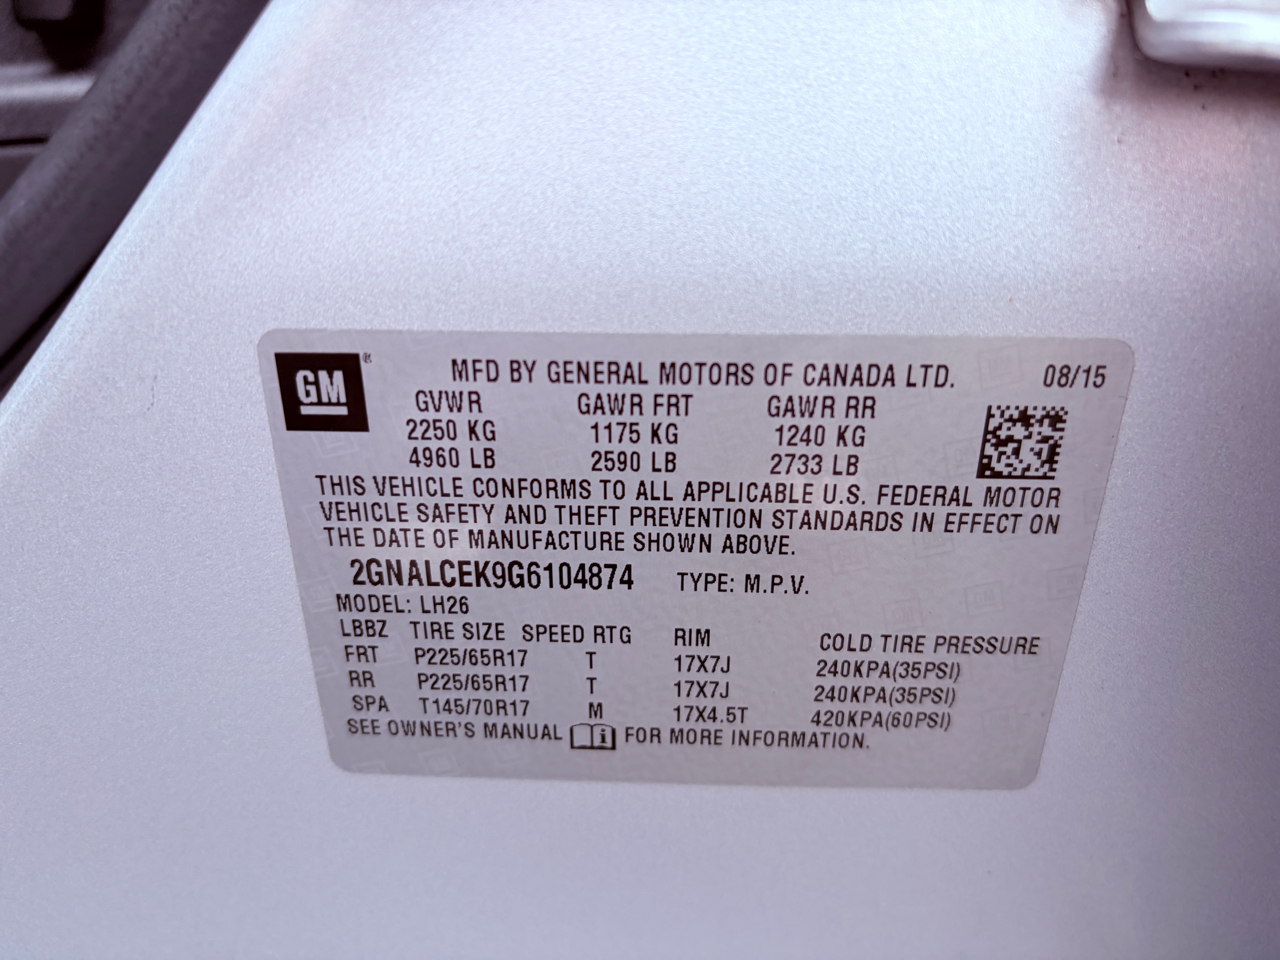 GM®
MFD BY GENERAL MOTORS OF CANADA LTD. 08/15
GVWR GAWR FRT GAWR RR
2250 KG 1175 KG 1240 KG
4960 LB 2590 LB 2733 LB
THIS VEHICLE CONFORMS TO ALL APPLICABLE U.S. FEDERAL MOTOR
VEHICLE SAFETY AND THEFT PREVENTION STANDARDS IN EFFECT ON
THE DATE OF MANUFACTURE SHOWN ABOVE.
2GNALCEK9G6104874 TYPE: M.P.V.
MODEL: LH26
LBBZ TIRE SIZE SPEED RTG RIM COLD TIRE PRESSURE
FRT P225/65R17 T 17X7J 240KPA(35PSI)
RR P225/65R17 T 17X7J 240KPA(35PSI)
SPA T145/70R17 M 17X4.5T 420KPA(60PSI)
SEE OWNER'S MANUAL i FOR MORE INFORMATION.